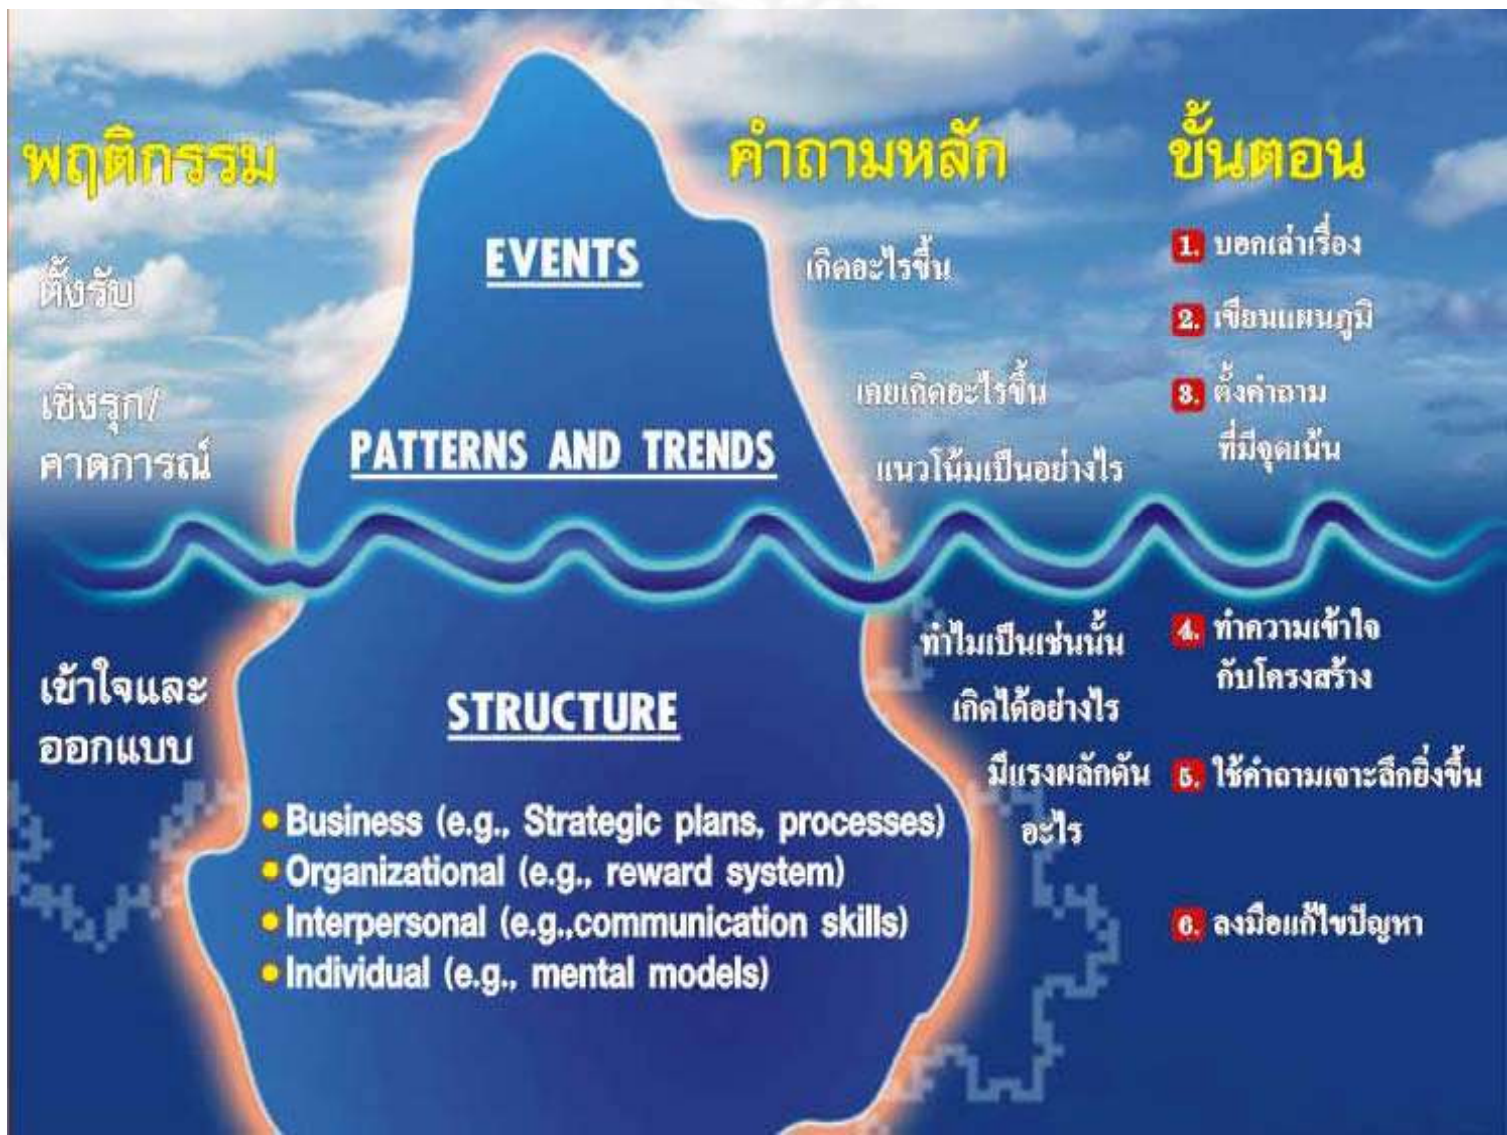 พฤติกรรม
คำถามหลัก
ขั้นตอน
EVENTS
ตั้งรับ
เกิดอะไรขึ้น
1. บอกเล่าเรื่อง
2. เขียนแผนภูมิ
เชิงรุก/
คาดการณ์
PATTERNS AND TRENDS
เคยเกิดอะไรขึ้น
แนวโน้มเป็นอย่างไร
3. ตั้งคำถาม
ที่มีจุดเน้น
เข้าใจและ
ออกแบบ
STRUCTURE
• Business (e.g., Strategic plans, processes)
• Organizational (e.g., reward system)
• Interpersonal (e.g.,communication skills)
• Individual (e.g., mental models)
ทำไมเป็นเช่นนั้น
เกิดได้อย่างไร
มีแรงผลักดัน
อะไร
4. ทำความเข้าใจ
กับโครงสร้าง
5. ใช้คำถามเจาะลึกยิ่งขึ้น
6. ลงมือแก้ไขปัญหา